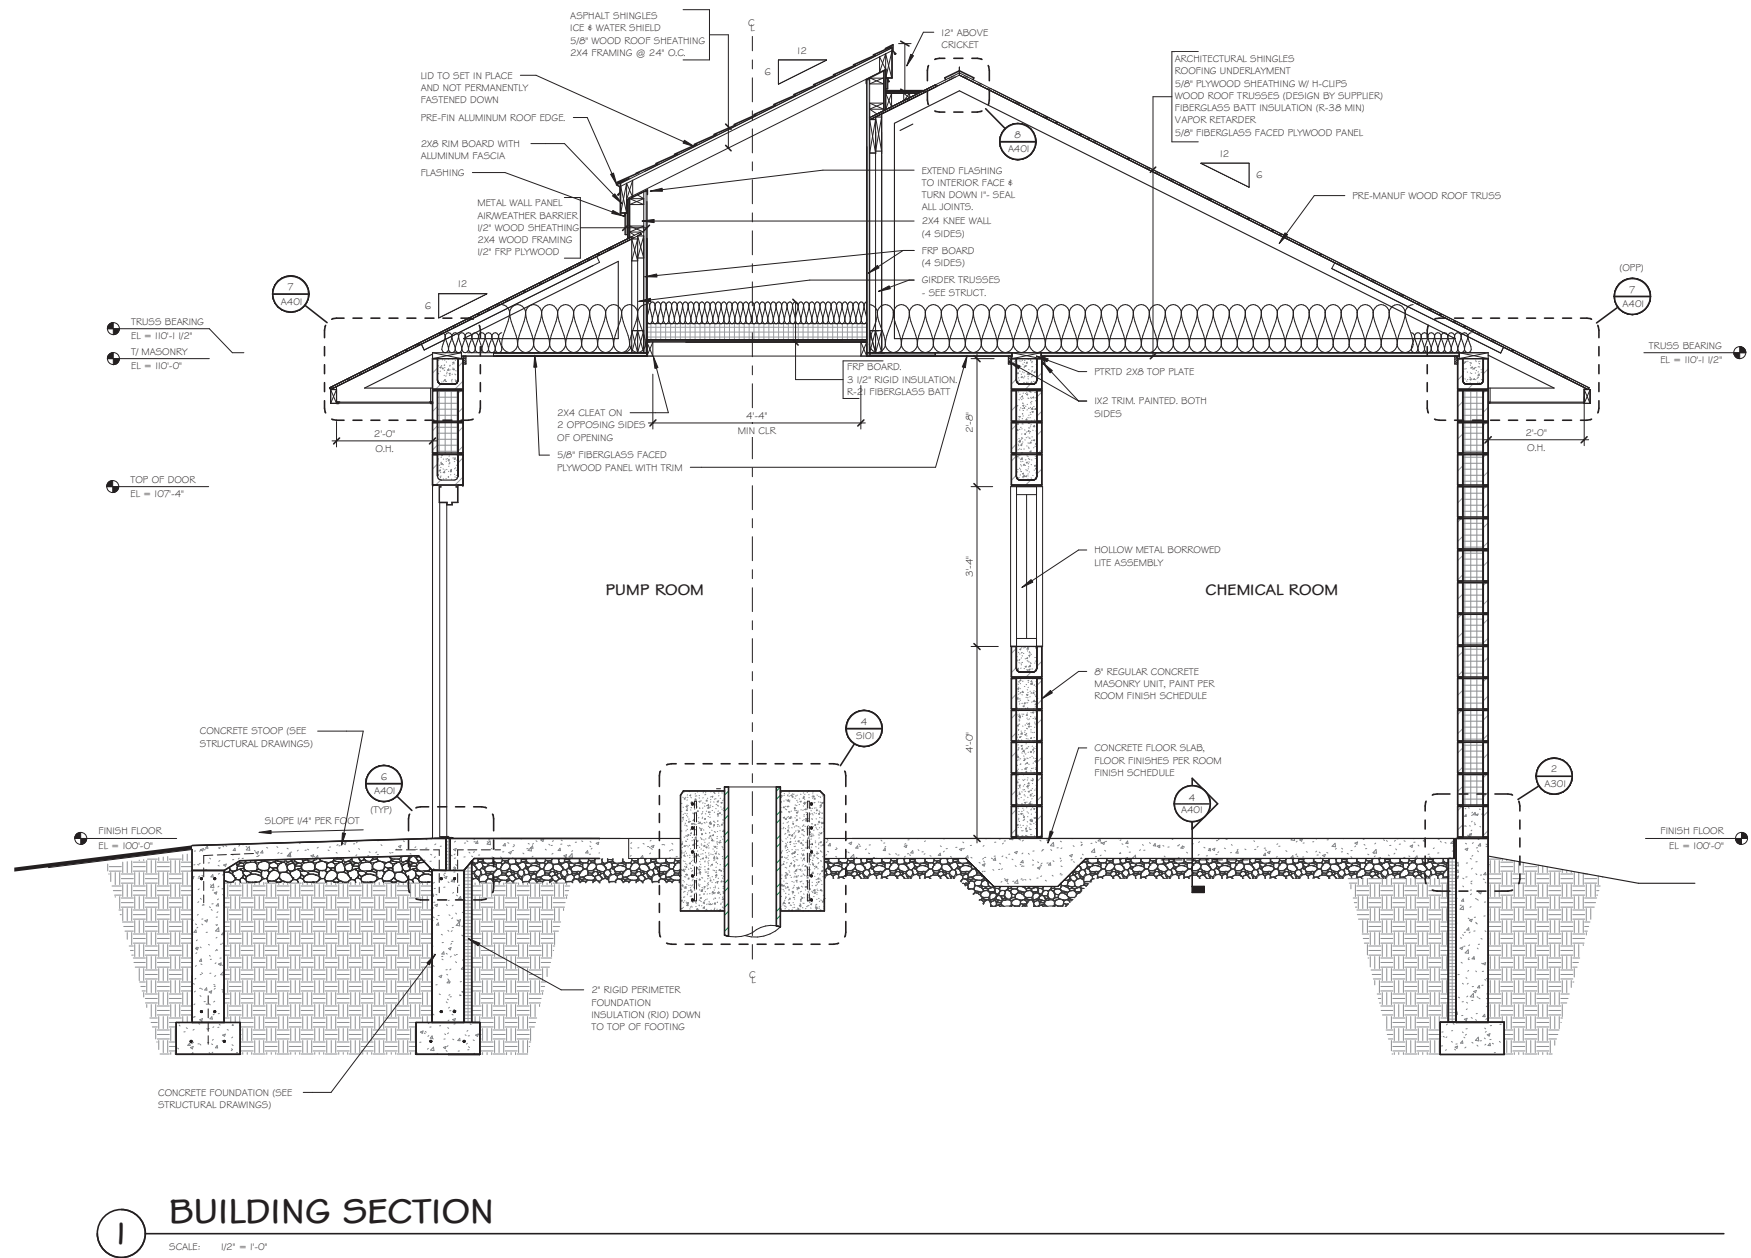 ASPHALT SHINGLES
ICE & WATER SHIELD
5/8" WOOD ROOF SHEATHING
2X4 FRAMING @ 24" O.C.
LID TO SET IN PLACE
AND NOT PERMANENTLY
FASTENED DOWN
PRE-FIN ALUMINUM ROOF EDGE.
2X8 RIM BOARD WITH
ALUMINUM FASCIA
FLASHING
METAL WALL PANEL
AIR/WEATHER BARRIER
1/2" WOOD SHEATHING
2X4 WOOD FRAMING
1/2" FRP PLYWOOD
12
6
12
6
12" ABOVE
CRICKET
8
A401
ARCHITECTURAL SHINGLES
ROOFING UNDERLAYMENT
5/8" PLYWOOD SHEATHING W/ H-CLIPS
WOOD ROOF TRUSSES (DESIGN BY SUPPLIER)
FIBERGLASS BATT INSULATION (R-38 MIN)
VAPOR RETARDER
5/8" FIBERGLASS FACED PLYWOOD PANEL
12
6
PRE-MANUF WOOD ROOF TRUSS
EXTEND FLASHING
TO INTERIOR FACE &
TURN DOWN 1"- SEAL
ALL JOINTS.
2X4 KNEE WALL
(4 SIDES)
FRP BOARD
(4 SIDES)
GIRDER TRUSSES
- SEE STRUCT.
7
A401
(OPP)
7
A401
TRUSS BEARING
EL = 110'-1 1/2"
T/ MASONRY
EL = 110'-0"
TRUSS BEARING
EL = 110'-1 1/2"
TOP OF DOOR
EL = 107'-4"
2'-0"
O.H.
2'-0"
O.H.
FRP BOARD.
3 1/2" RIGID INSULATION.
R-21 FIBERGLASS BATT
2X4 CLEAT ON
2 OPPOSING SIDES
OF OPENING
4'-4"
MIN CLR
5/8" FIBERGLASS FACED
PLYWOOD PANEL WITH TRIM
PTRTD 2X8 TOP PLATE
1X2 TRIM. PAINTED. BOTH
SIDES
2'-8"
3'-4"
4'-0"
HOLLOW METAL BORROWED
LITE ASSEMBLY
PUMP ROOM
CHEMICAL ROOM
8" REGULAR CONCRETE
MASONRY UNIT, PAINT PER
ROOM FINISH SCHEDULE
CONCRETE FLOOR SLAB,
FLOOR FINISHES PER ROOM
FINISH SCHEDULE
CONCRETE STOOP (SEE
STRUCTURAL DRAWINGS)
6
A401
(TYP)
4
S101
4
A401
2
A301
SLOPE 1/4" PER FOOT
FINISH FLOOR
EL = 100'-0"
FINISH FLOOR
EL = 100'-0"
2" RIGID PERIMETER
FOUNDATION
INSULATION (R10) DOWN
TO TOP OF FOOTING
CONCRETE FOUNDATION (SEE
STRUCTURAL DRAWINGS)
1
BUILDING SECTION
SCALE: 1/2" = 1'-0"